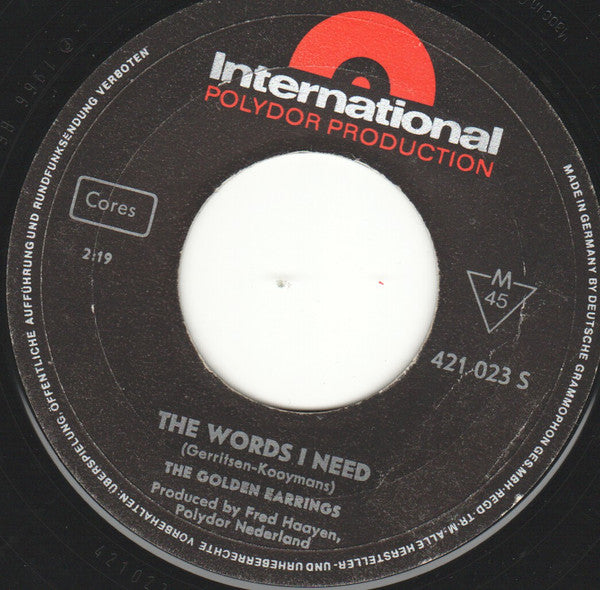 International
POLYDOR PRODUCTION
Cores
2:19
M
45
421 023 S
THE WORDS I NEED
(Gerritsen-Kooymans)
THE GOLDEN EARRINGS
Produced by Fred Haayen,
Polydor Nederland
MADE IN GERMANY BY DEUTSCHE GRAMMOPHON GES.MBH·REGD·TR·M·ALLE HERSTELLER-UND URHEBERRECHTE VORBEHALTEN·ÜBERSPIELUNG, ÖFFENTLICHE AUFFÜHRUNG UND RUNDFUNKSENDUNG VERBOTEN